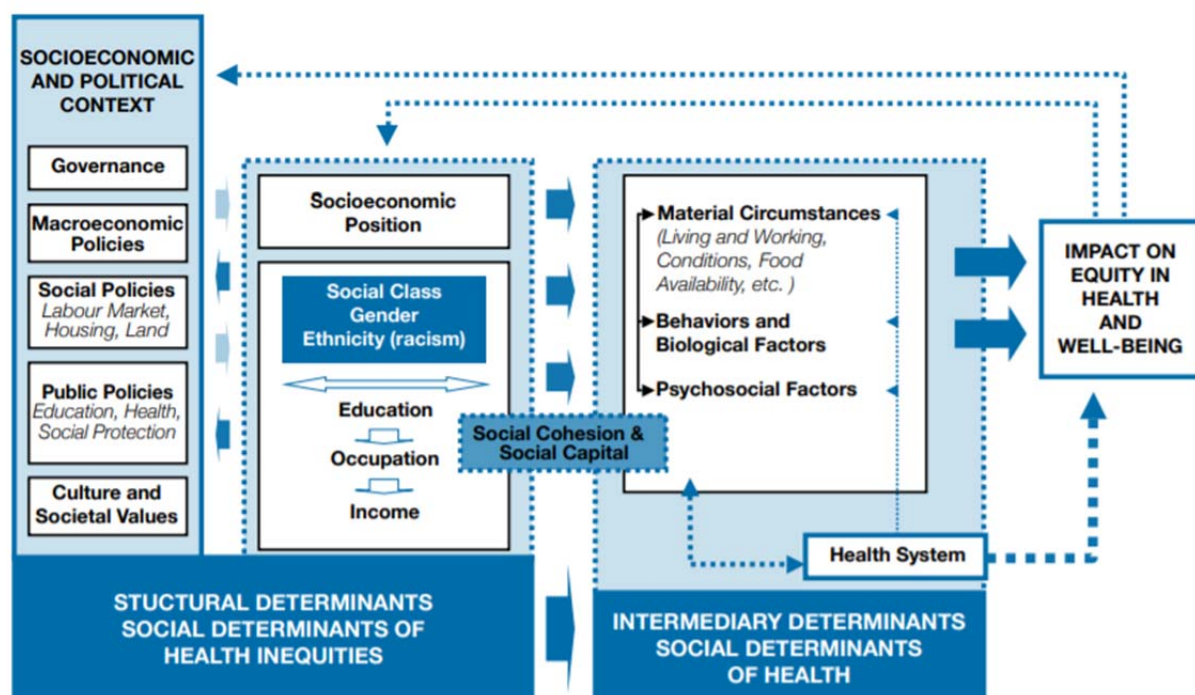 SOCIOECONOMIC
AND POLITICAL
CONTEXT
Governance
Macroeconomic
Policies
Social Policies
Labour Market,
Housing, Land
Public Policies
Education, Health,
Social Protection
Culture and
Societal Values
Socioeconomic
Position
Social Class
Gender
Ethnicity (racism)
Education
Occupation
Income
Social Cohesion &
Social Capital
Material Circumstances
(Living and Working,
Conditions, Food
Availability, etc. )
Behaviors and
Biological Factors
Psychosocial Factors
Health System
IMPACT ON
EQUITY IN
HEALTH
AND
WELL-BEING
STUCTURAL DETERMINANTS
SOCIAL DETERMINANTS OF
HEALTH INEQUITIES
INTERMEDIARY DETERMINANTS
SOCIAL DETERMINANTS
OF HEALTH